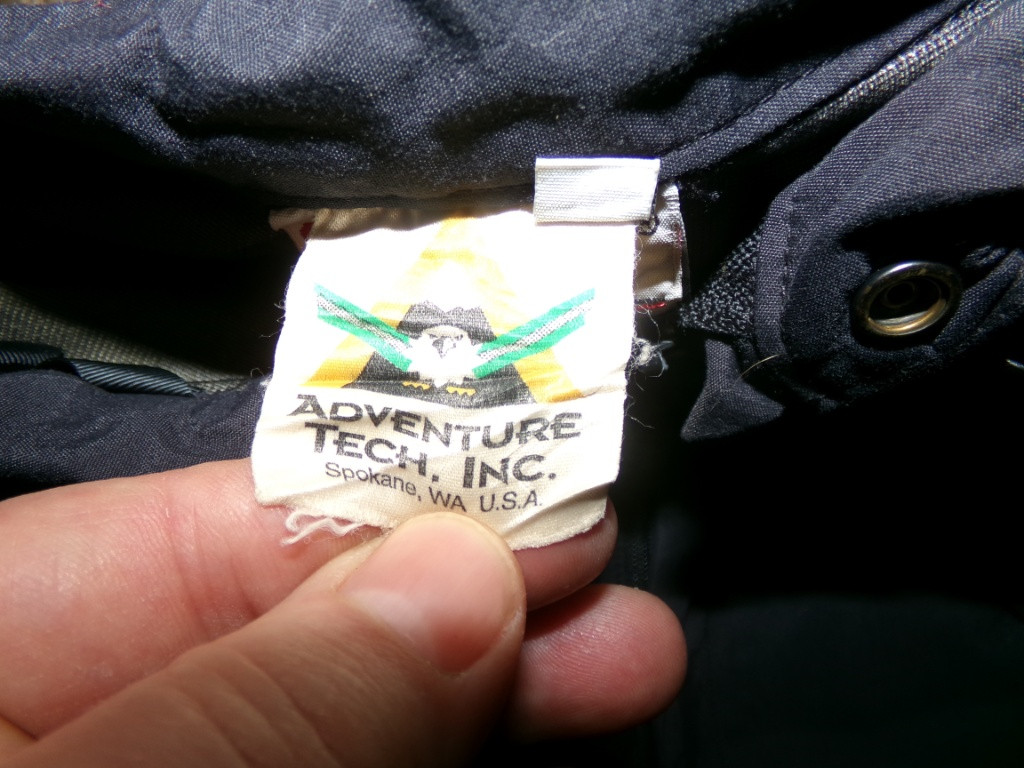 ADVENTURE
TECH, INC.
Spokane, WA U.S.A.